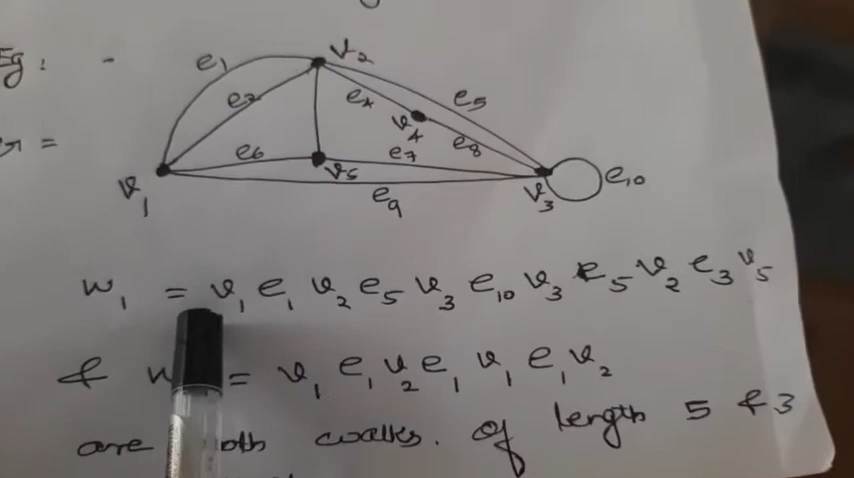 Eg: -
G =
e1
v2
e2
e4
e5
v4
e8
e6
v5
e7
v1
e9
v3
e10
w1 = v1 e1 v2 e5 v3 e10 v3 e5 v2 e3 v5
& w = v1 e1 v2 e1 v1 e1 v2
are both walks. of length 5 & 3